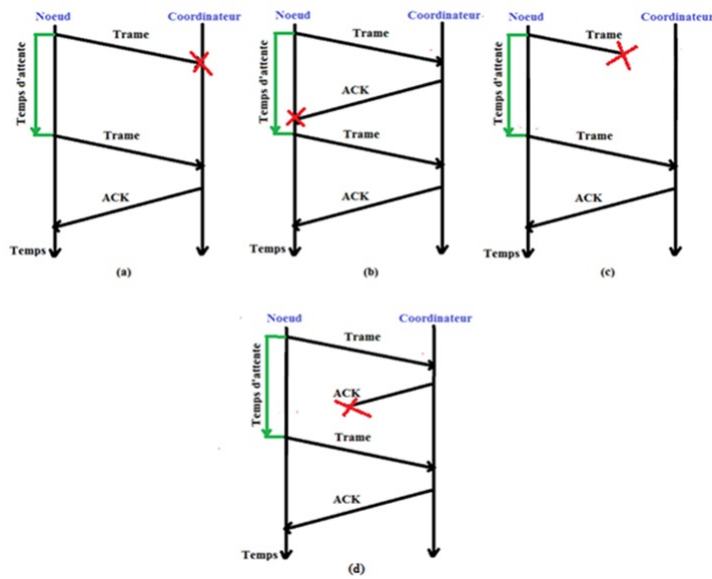 Noeud Coordinateur
Trame
Temps d'attente
Trame
ACK
Temps
(a)
Noeud Coordinateur
Trame
Temps d'attente
ACK
Trame
ACK
Temps
(b)
Noeud Coordinateur
Trame
Temps d'attente
Trame
ACK
Temps
(c)
Noeud Coordinateur
Trame
Temps d'attente
ACK
Trame
ACK
Temps
(d)